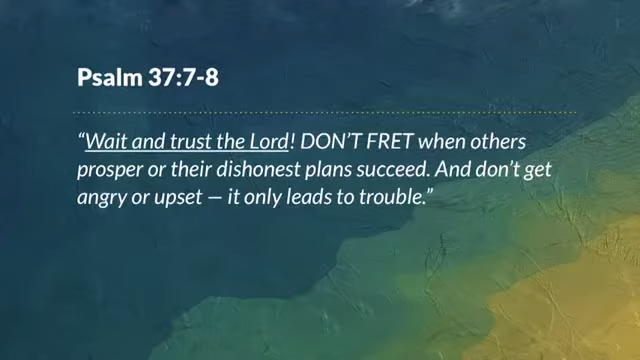 Psalm 37:7-8
“Wait and trust the Lord! DON’T FRET when others
prosper or their dishonest plans succeed. And don’t get
angry or upset — it only leads to trouble.”